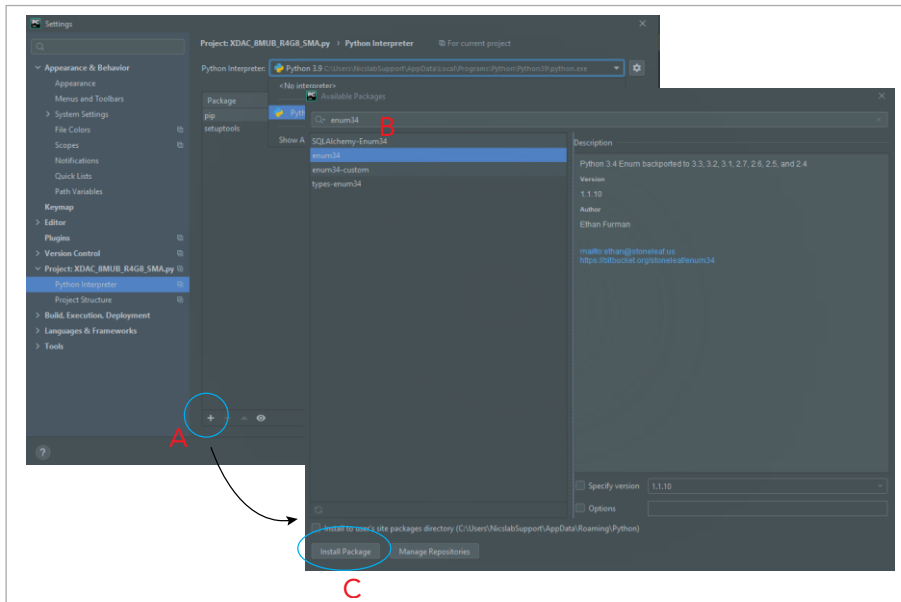 Settings
Project: XDAC_8MUB_R4G8_SMA.py › Python Interpreter For current project
Python Interpreter: Python 3.9 C:\Users\NicslabSupport\AppData\Local\Programs\Python\Python39\python.exe
<No interpreter>
Appearance & Behavior
Appearance
Menus and Toolbars
System Settings
File Colors
Scopes
Notifications
Quick Lists
Path Variables
Keymap
Editor
Plugins
Version Control
Project: XDAC_8MUB_R4G8_SMA.py
Python Interpreter
Project Structure
Build, Execution, Deployment
Languages & Frameworks
Tools
Package
pip
setuptools
Pyth
Show A
A
Available Packages
enum34
B
SQLAlchemy-Enum34
enum34
enum34-custom
types-enum34
Description
Python 3.4 Enum backported to 3.3, 3.2, 3.1, 2.7, 2.6, 2.5, and 2.4
Version
1.1.10
Author
Ethan Furman
mailto:ethan@stoneleaf.us
https://bitbucket.org/stoneleaf/enum34
Specify version 1.1.10
Options
Install to user's site packages directory (C:\Users\NicslabSupport\AppData\Roaming\Python)
Install Package Manage Repositories
C